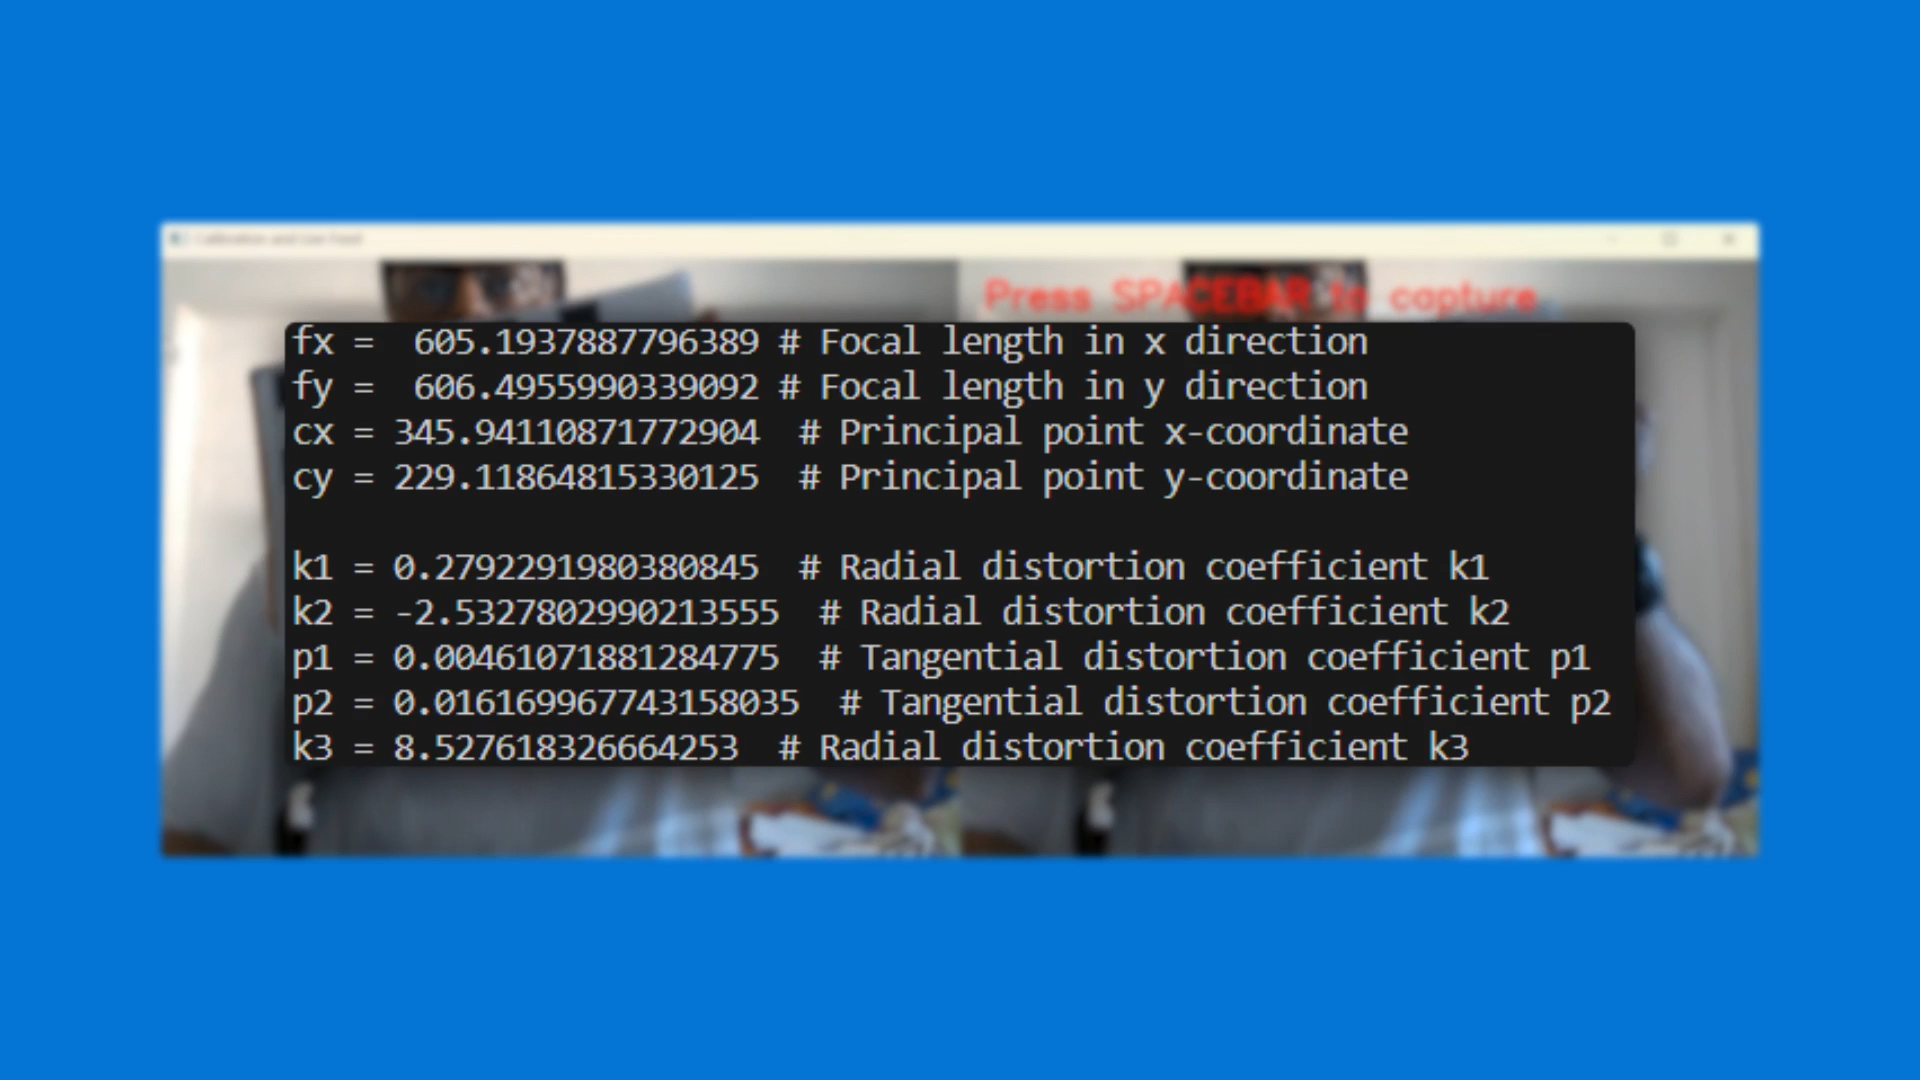 Press SPACEBAR to capture
fx =  605.1937887796389 # Focal length in x direction
fy =  606.4955990339092 # Focal length in y direction
cx = 345.94110871772904  # Principal point x-coordinate
cy = 229.11864815330125  # Principal point y-coordinate
k1 = 0.2792291980380845  # Radial distortion coefficient k1
k2 = -2.5327802990213555  # Radial distortion coefficient k2
p1 = 0.00461071881284775  # Tangential distortion coefficient p1
p2 = 0.016169967743158035  # Tangential distortion coefficient p2
k3 = 8.527618326664253  # Radial distortion coefficient k3